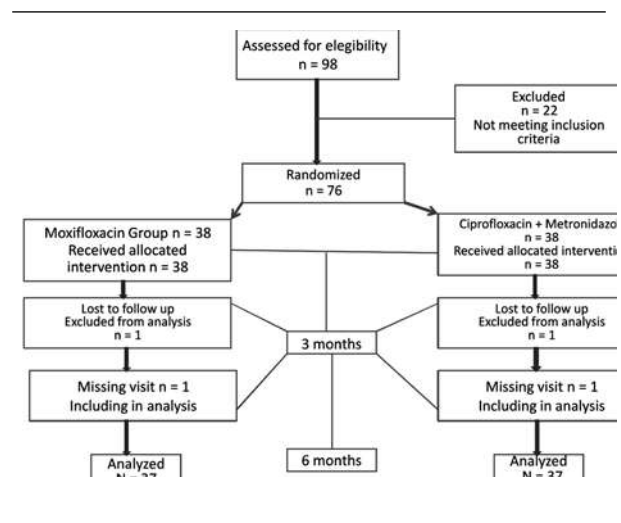 Assessed for elegibility
n = 98
Excluded
n = 22
Not meeting inclusion
criteria
Randomized
n = 76
Moxifloxacin Group n = 38
Received allocated
intervention n = 38
Ciprofloxacin + Metronidazo
n = 38
Received allocated interventi
n = 38
Lost to follow up
Excluded from analysis
n = 1
3 months
Lost to follow up
Excluded from analysis
n = 1
Missing visit n = 1
Including in analysis
Missing visit n = 1
Including in analysis
Analyzed
N = 37
6 months
Analyzed
N = 37